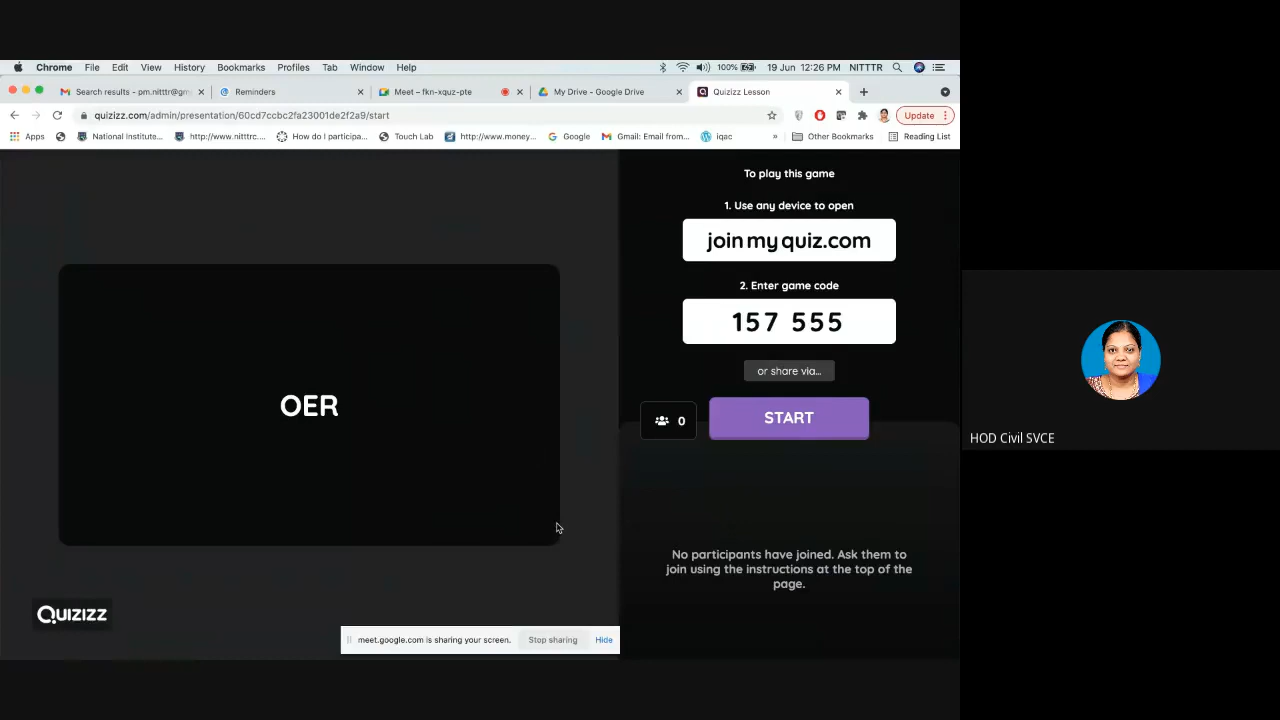 Chrome File Edit View History Bookmarks Profiles Tab Window Help 100% 19 Jun 12:26 PM NITTTR
Search results - pm.nitttr@gm
Reminders
Meet – fkn-xquz-pte
My Drive - Google Drive
Quizizz Lesson
quizizz.com/admin/presentation/60cd7ccbc2fa23001de2f2a9/start
Update
Apps National Institute... http://www.nitttrc.... How do I participa... Touch Lab http://www.money... Google Gmail: Email from... iqac » Other Bookmarks Reading List
To play this game
1. Use any device to open
joinmyquiz.com
2. Enter game code
157 555
or share via...
0
START
OER
No participants have joined. Ask them to
join using the instructions at the top of the
page.
Quizizz
meet.google.com is sharing your screen. Stop sharing Hide
HOD Civil SVCE